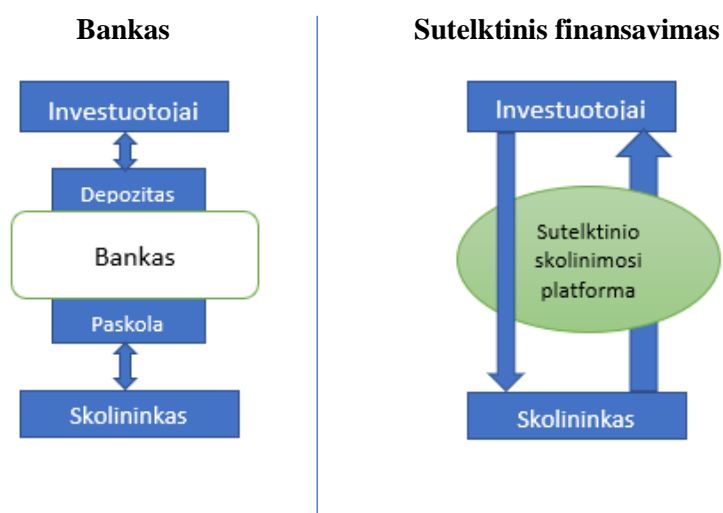 Bankas
Investuotojai
Depozitas
Bankas
Paskola
Skolininkas
Sutelktinis finansavimas
Investuotojai
Sutelktinio
skolinimosi
platforma
Skolininkas